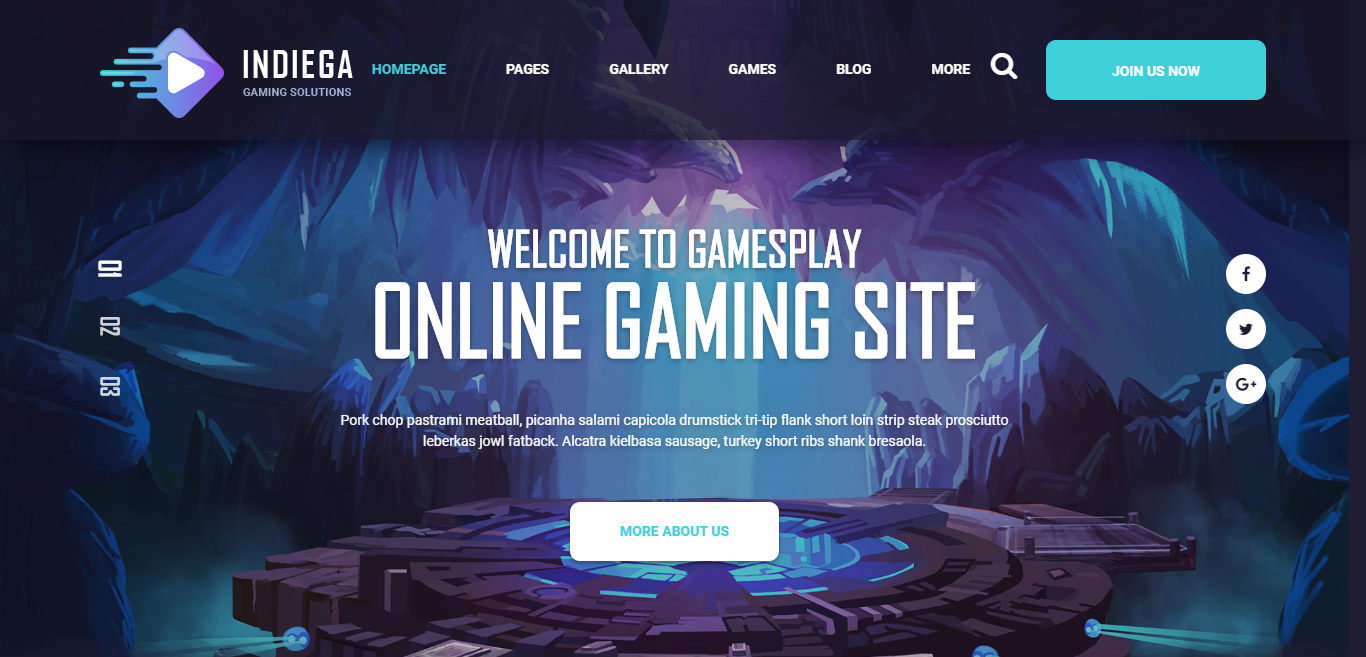 INDIEGA
GAMING SOLUTIONS
HOMEPAGE PAGES GALLERY GAMES BLOG MORE
JOIN US NOW
WELCOME TO GAMESPLAY
ONLINE GAMING SITE
01
02
03
Pork chop pastrami meatball, picanha salami capicola drumstick tri-tip flank short loin strip steak prosciutto
leberkas jowl fatback. Alcatra kielbasa sausage, turkey short ribs shank bresaola.
MORE ABOUT US
f
G+